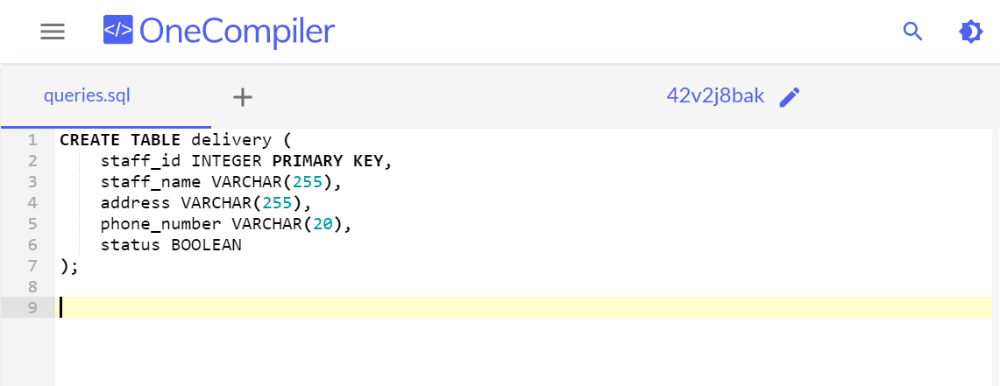 </> OneCompiler
queries.sql + 42v2j8bak
1 CREATE TABLE delivery (
2     staff_id INTEGER PRIMARY KEY,
3     staff_name VARCHAR(255),
4     address VARCHAR(255),
5     phone_number VARCHAR(20),
6     status BOOLEAN
7 );
8
9